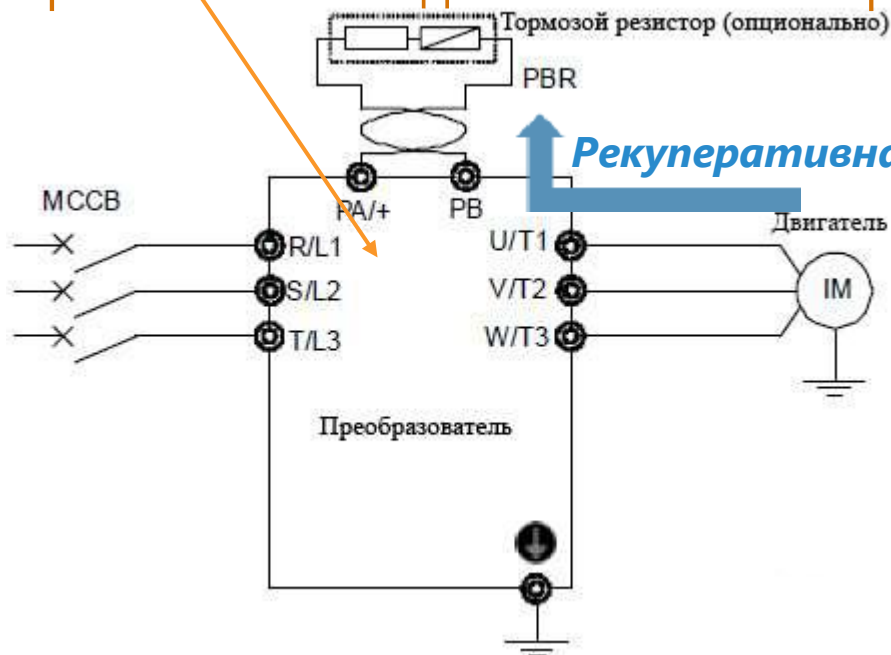 Тормозой резистор (опционально)
PBR
Рекуперативна
MCCB
PA/+
PB
Двигатель
R/L1
U/T1
S/L2
V/T2
IM
T/L3
W/T3
Преобразователь